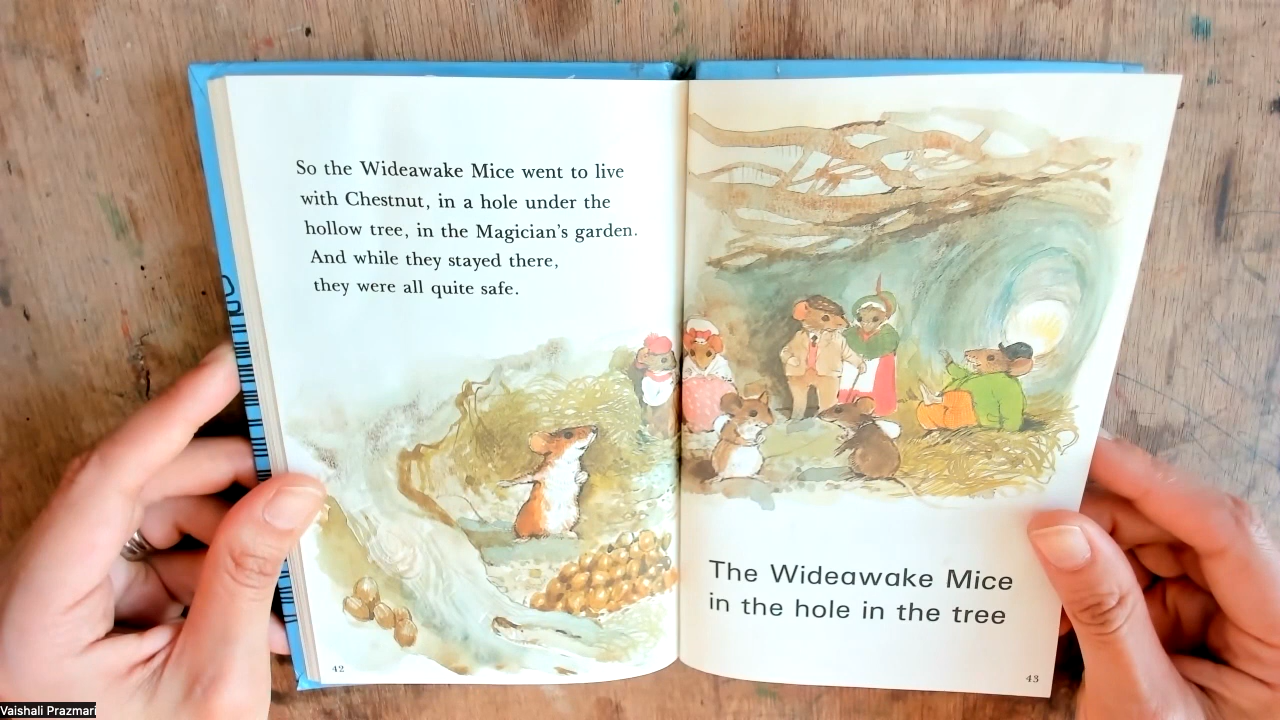 So the Wideawake Mice went to live
with Chestnut, in a hole under the
hollow tree, in the Magician's garden.
And while they stayed there,
they were all quite safe.
42
The Wideawake Mice
in the hole in the tree
43
Vaishali Prazmari